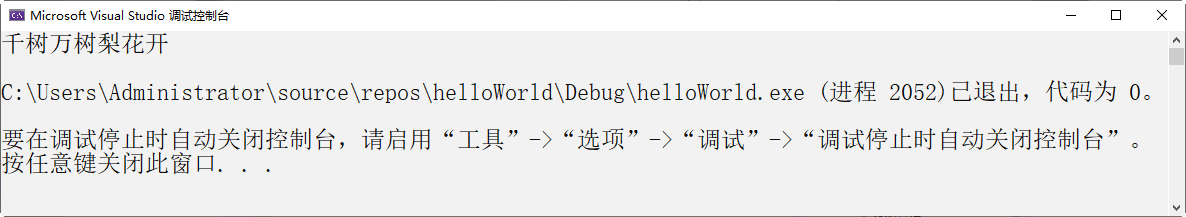 Microsoft Visual Studio 调试控制台
千树万树梨花开
C:\Users\Administrator\source\repos\helloWorld\Debug\helloWorld.exe (进程 2052)已退出，代码为 0。
要在调试停止时自动关闭控制台，请启用“工具”->“选项”->“调试”->“调试停止时自动关闭控制台”。
按任意键关闭此窗口. . .